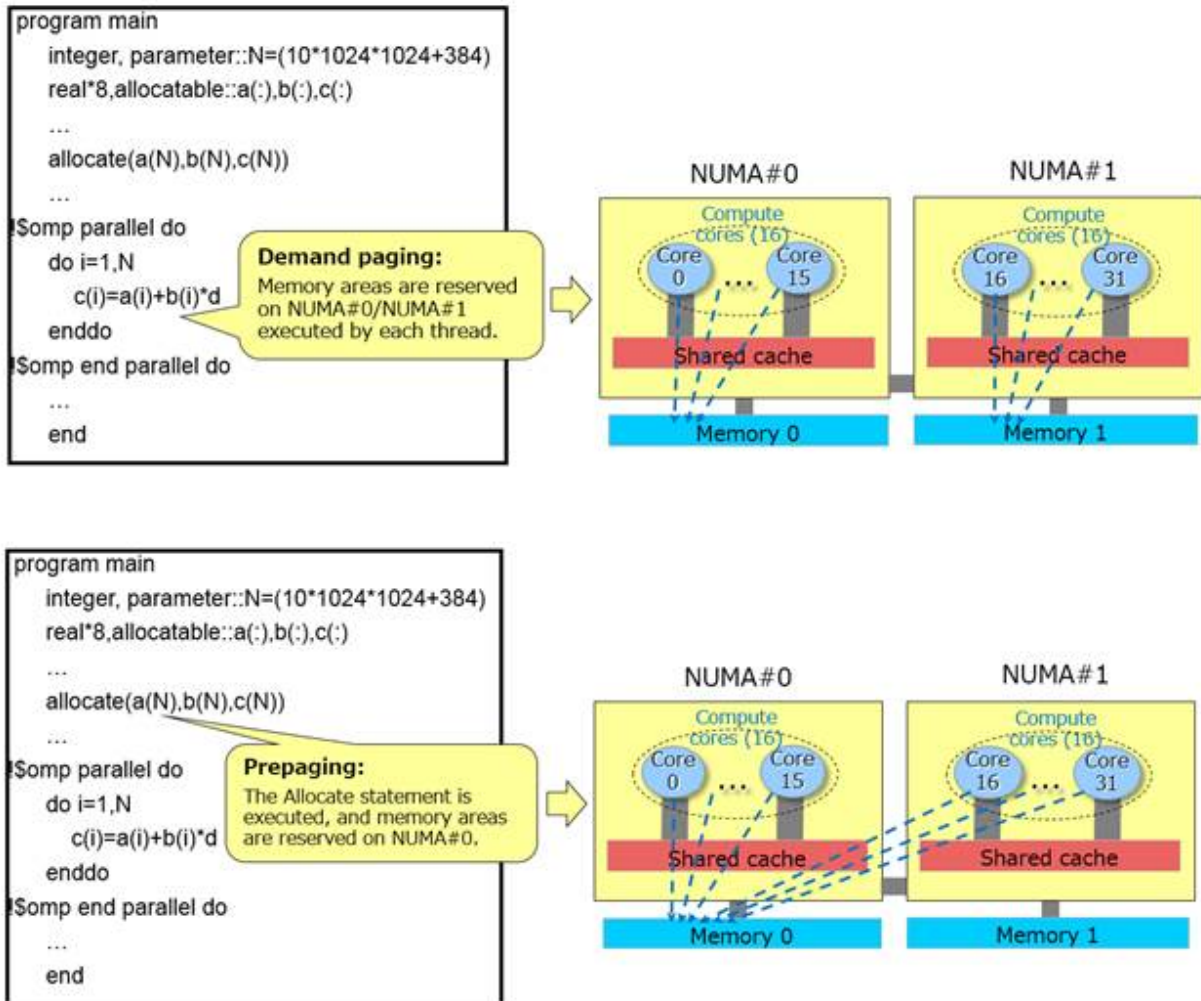 program main
integer, parameter::N=(10*1024*1024+384)
real*8,allocatable::a(:),b(:),c(:)
...
allocate(a(N),b(N),c(N))
...
!$omp parallel do
do i=1,N
c(i)=a(i)+b(i)*d
enddo
!$omp end parallel do
...
end
Demand paging:
Memory areas are reserved
on NUMA#0/NUMA#1
executed by each thread.
NUMA#0
Compute
cores (16)
Core
0
...
Core
15
Shared cache
Memory 0
NUMA#1
Compute
cores (16)
Core
16
...
Core
31
Shared cache
Memory 1
program main
integer, parameter::N=(10*1024*1024+384)
real*8,allocatable::a(:),b(:),c(:)
...
allocate(a(N),b(N),c(N))
...
!$omp parallel do
do i=1,N
c(i)=a(i)+b(i)*d
enddo
!$omp end parallel do
...
end
Prepaging:
The Allocate statement is
executed, and memory areas
are reserved on NUMA#0.
NUMA#0
Compute
cores (16)
Core
0
...
Core
15
Shared cache
Memory 0
NUMA#1
Compute
cores (16)
Core
16
...
Core
31
Shared cache
Memory 1